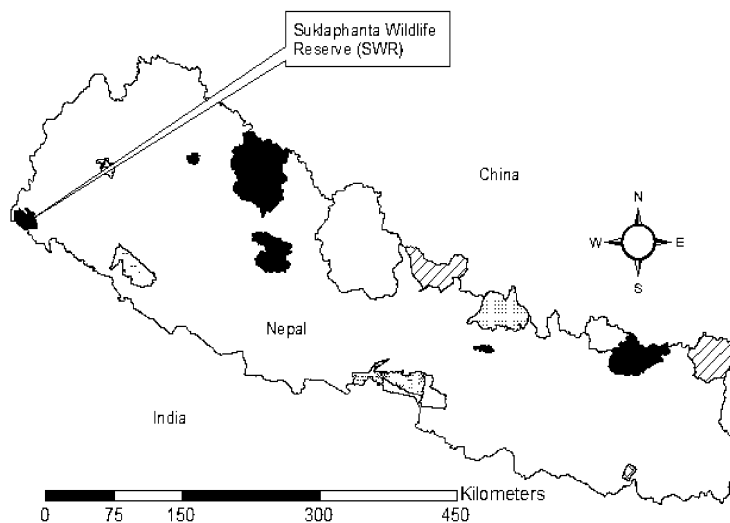 Suklaphanta Wildlife
Reserve (SWR)
China
N
W
E
S
Nepal
India
Kilometers
0 75 150 300 450